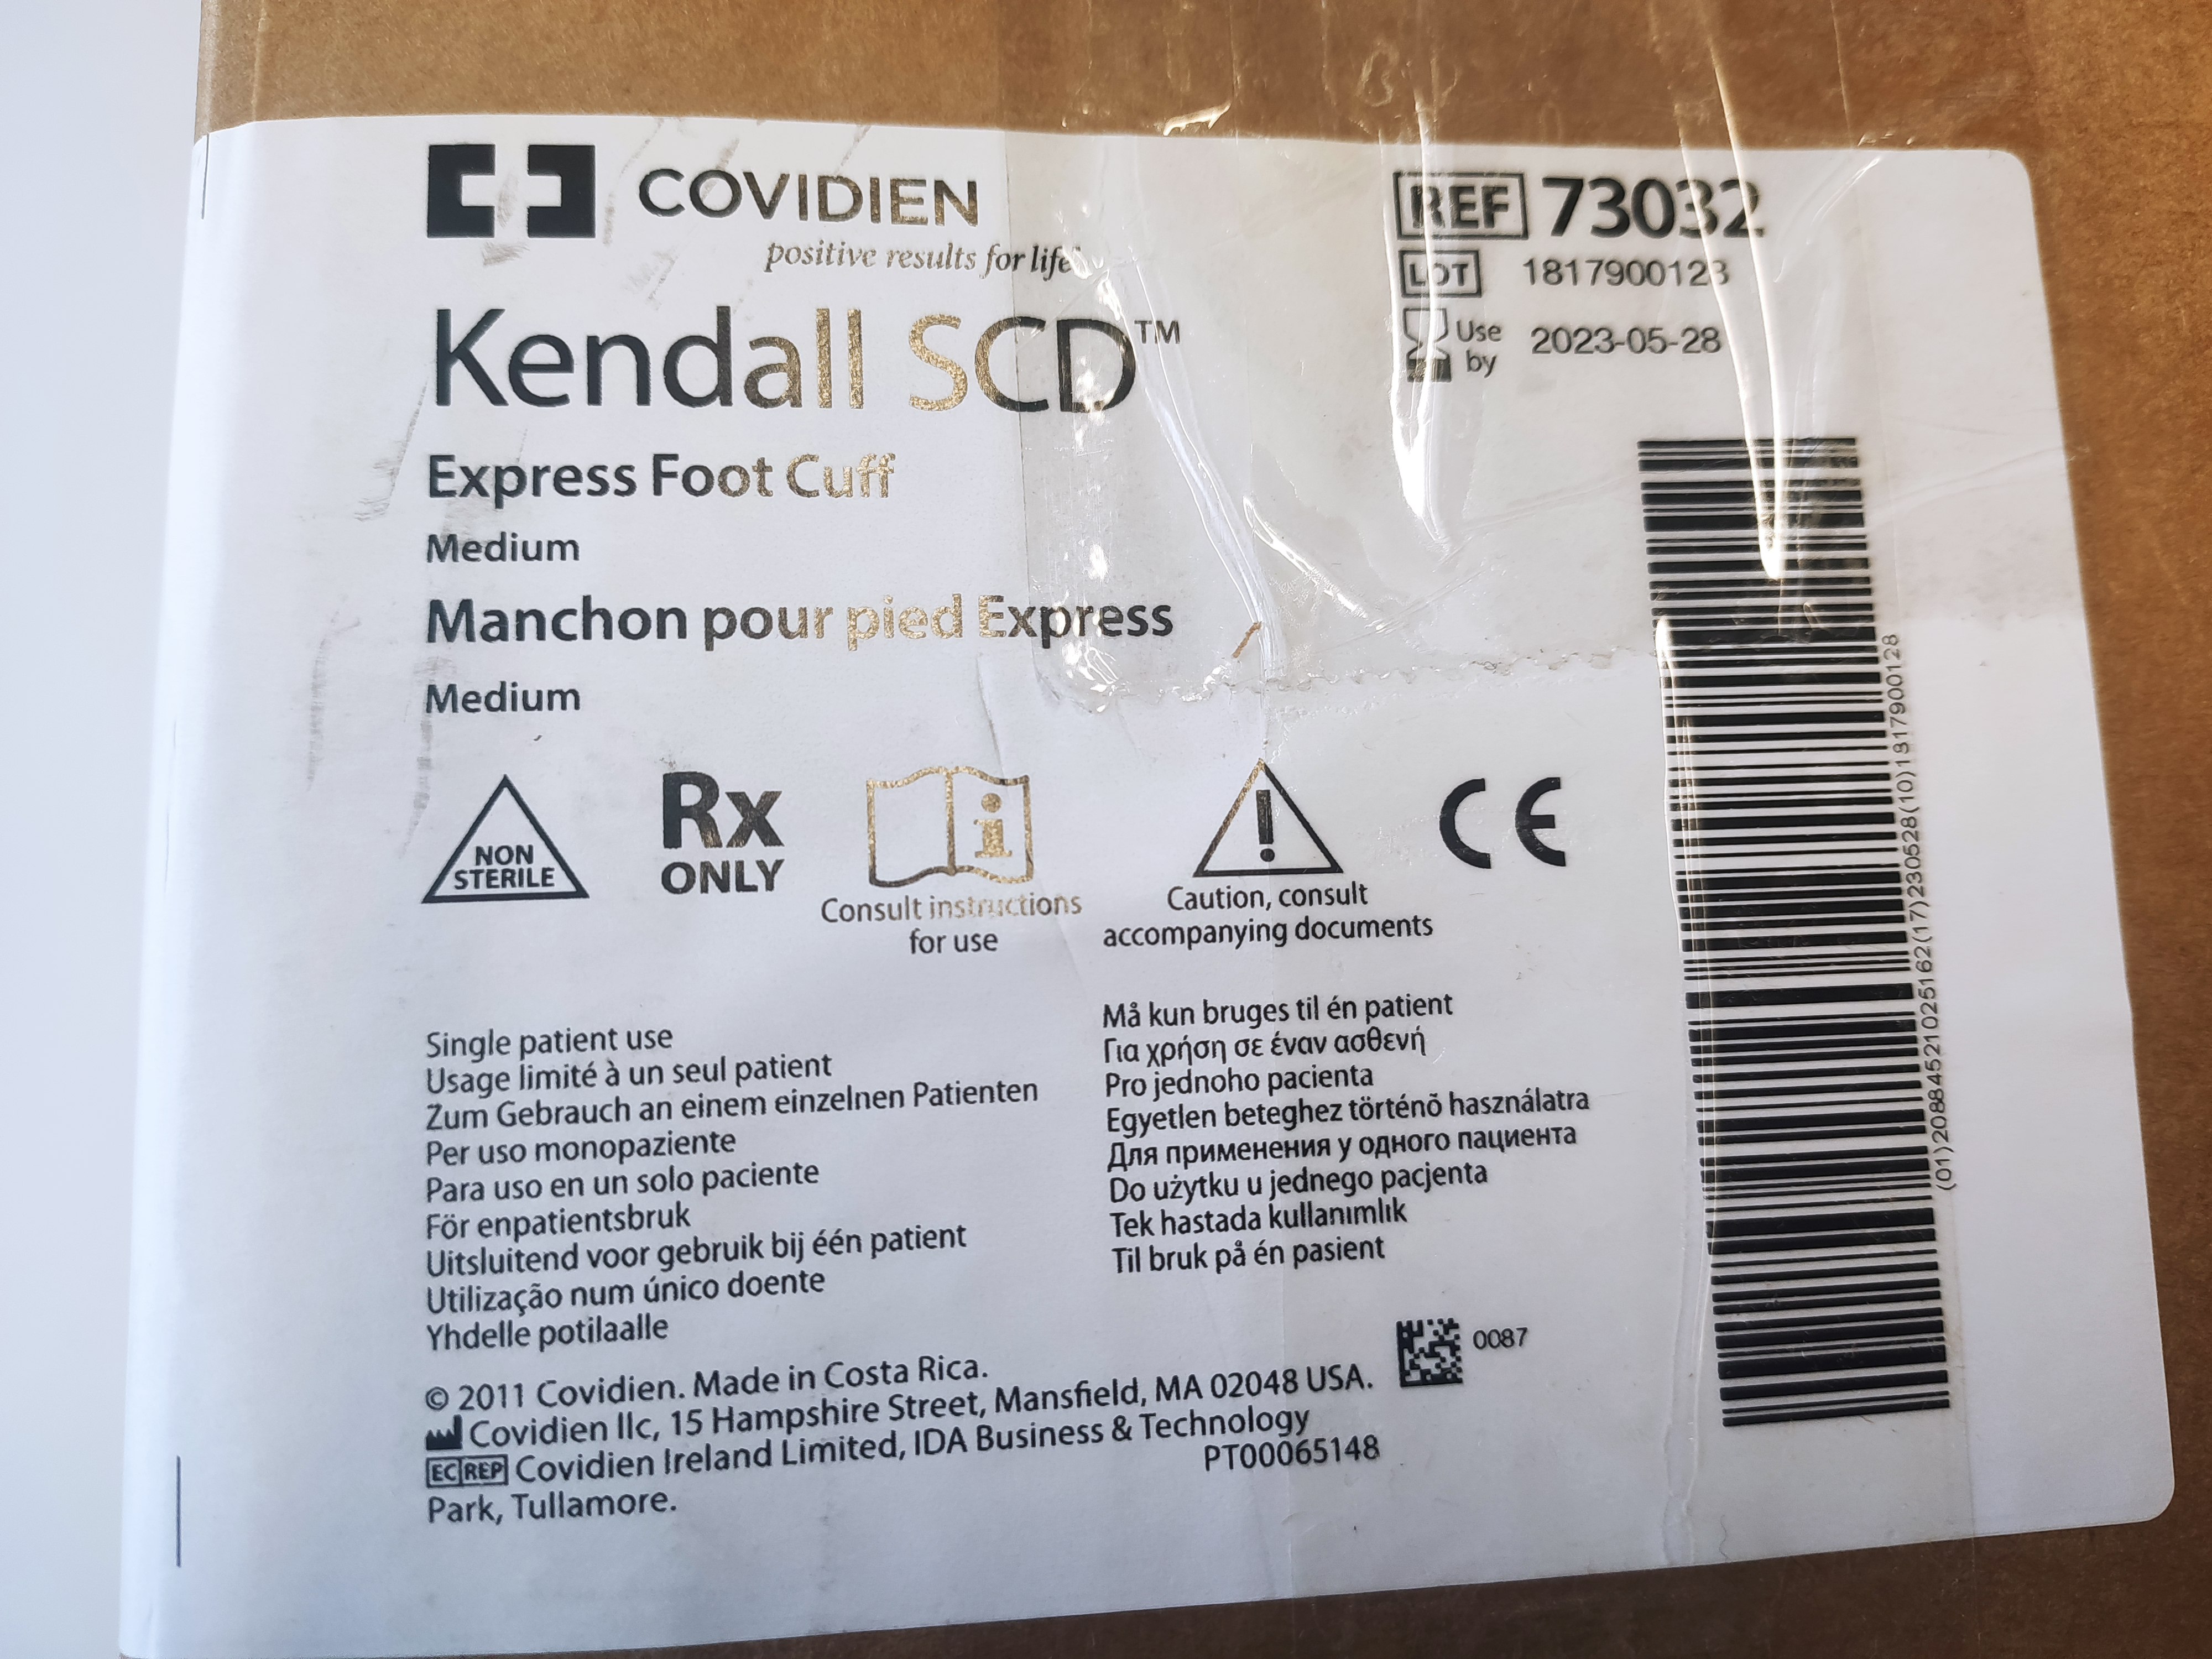 COVIDIEN
positive results for life
Kendall SCD™
Express Foot Cuff
Medium
Manchon pour pied Express
Medium
REF 73032
LOT 1817900128
Use by 2023-05-28
NON STERILE
Rx ONLY
Consult instructions
for use
Caution, consult
accompanying documents
CE
Single patient use
Usage limité à un seul patient
Zum Gebrauch an einem einzelnen Patienten
Per uso monopaziente
Para uso en un solo paciente
För enpatientsbruk
Uitsluitend voor gebruik bij één patient
Utilização num único doente
Yhdelle potilaalle
Må kun bruges til én patient
Για χρήση σε έναν ασθενή
Pro jednoho pacienta
Egyetlen beteghez történõ használatra
Для применения у одного пациента
Do użytku u jednego pacjenta
Tek hastada kullanımlık
Til bruk på én pasient
0087
© 2011 Covidien. Made in Costa Rica.
Covidien llc, 15 Hampshire Street, Mansfield, MA 02048 USA.
EC REP Covidien Ireland Limited, IDA Business & Technology
Park, Tullamore.
PT00065148
(01)20884521025162(17)230528(10)1817900128